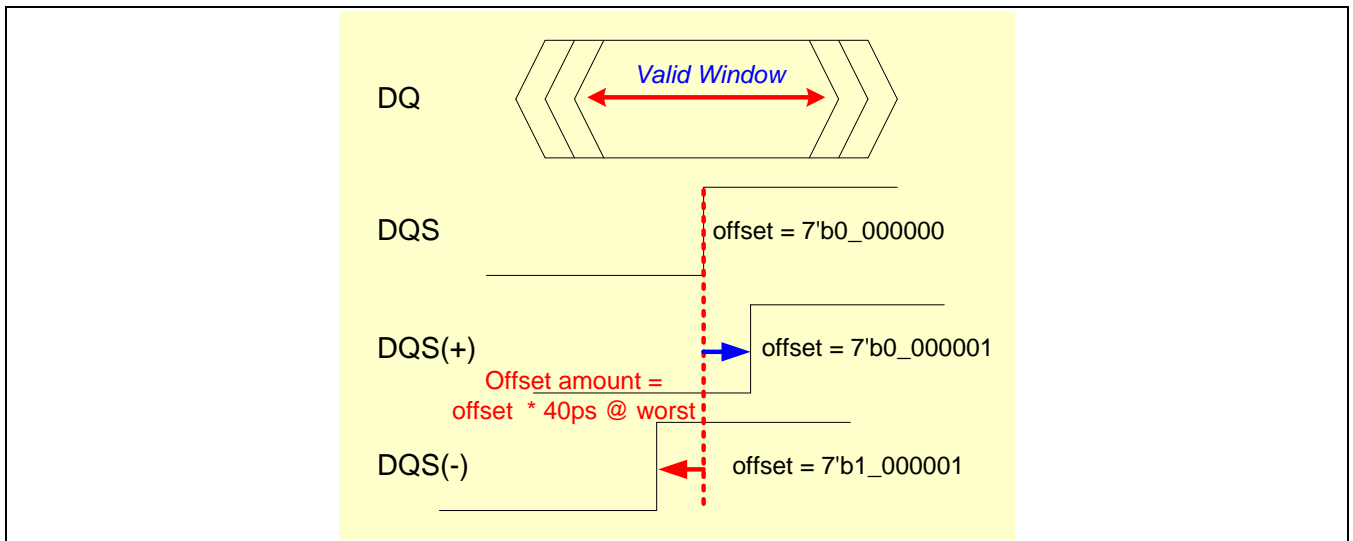 Valid Window
DQ
DQS
offset = 7'b0_000000
DQS(+)
offset = 7'b0_000001
Offset amount =
offset * 40ps @ worst
DQS(-)
offset = 7'b1_000001